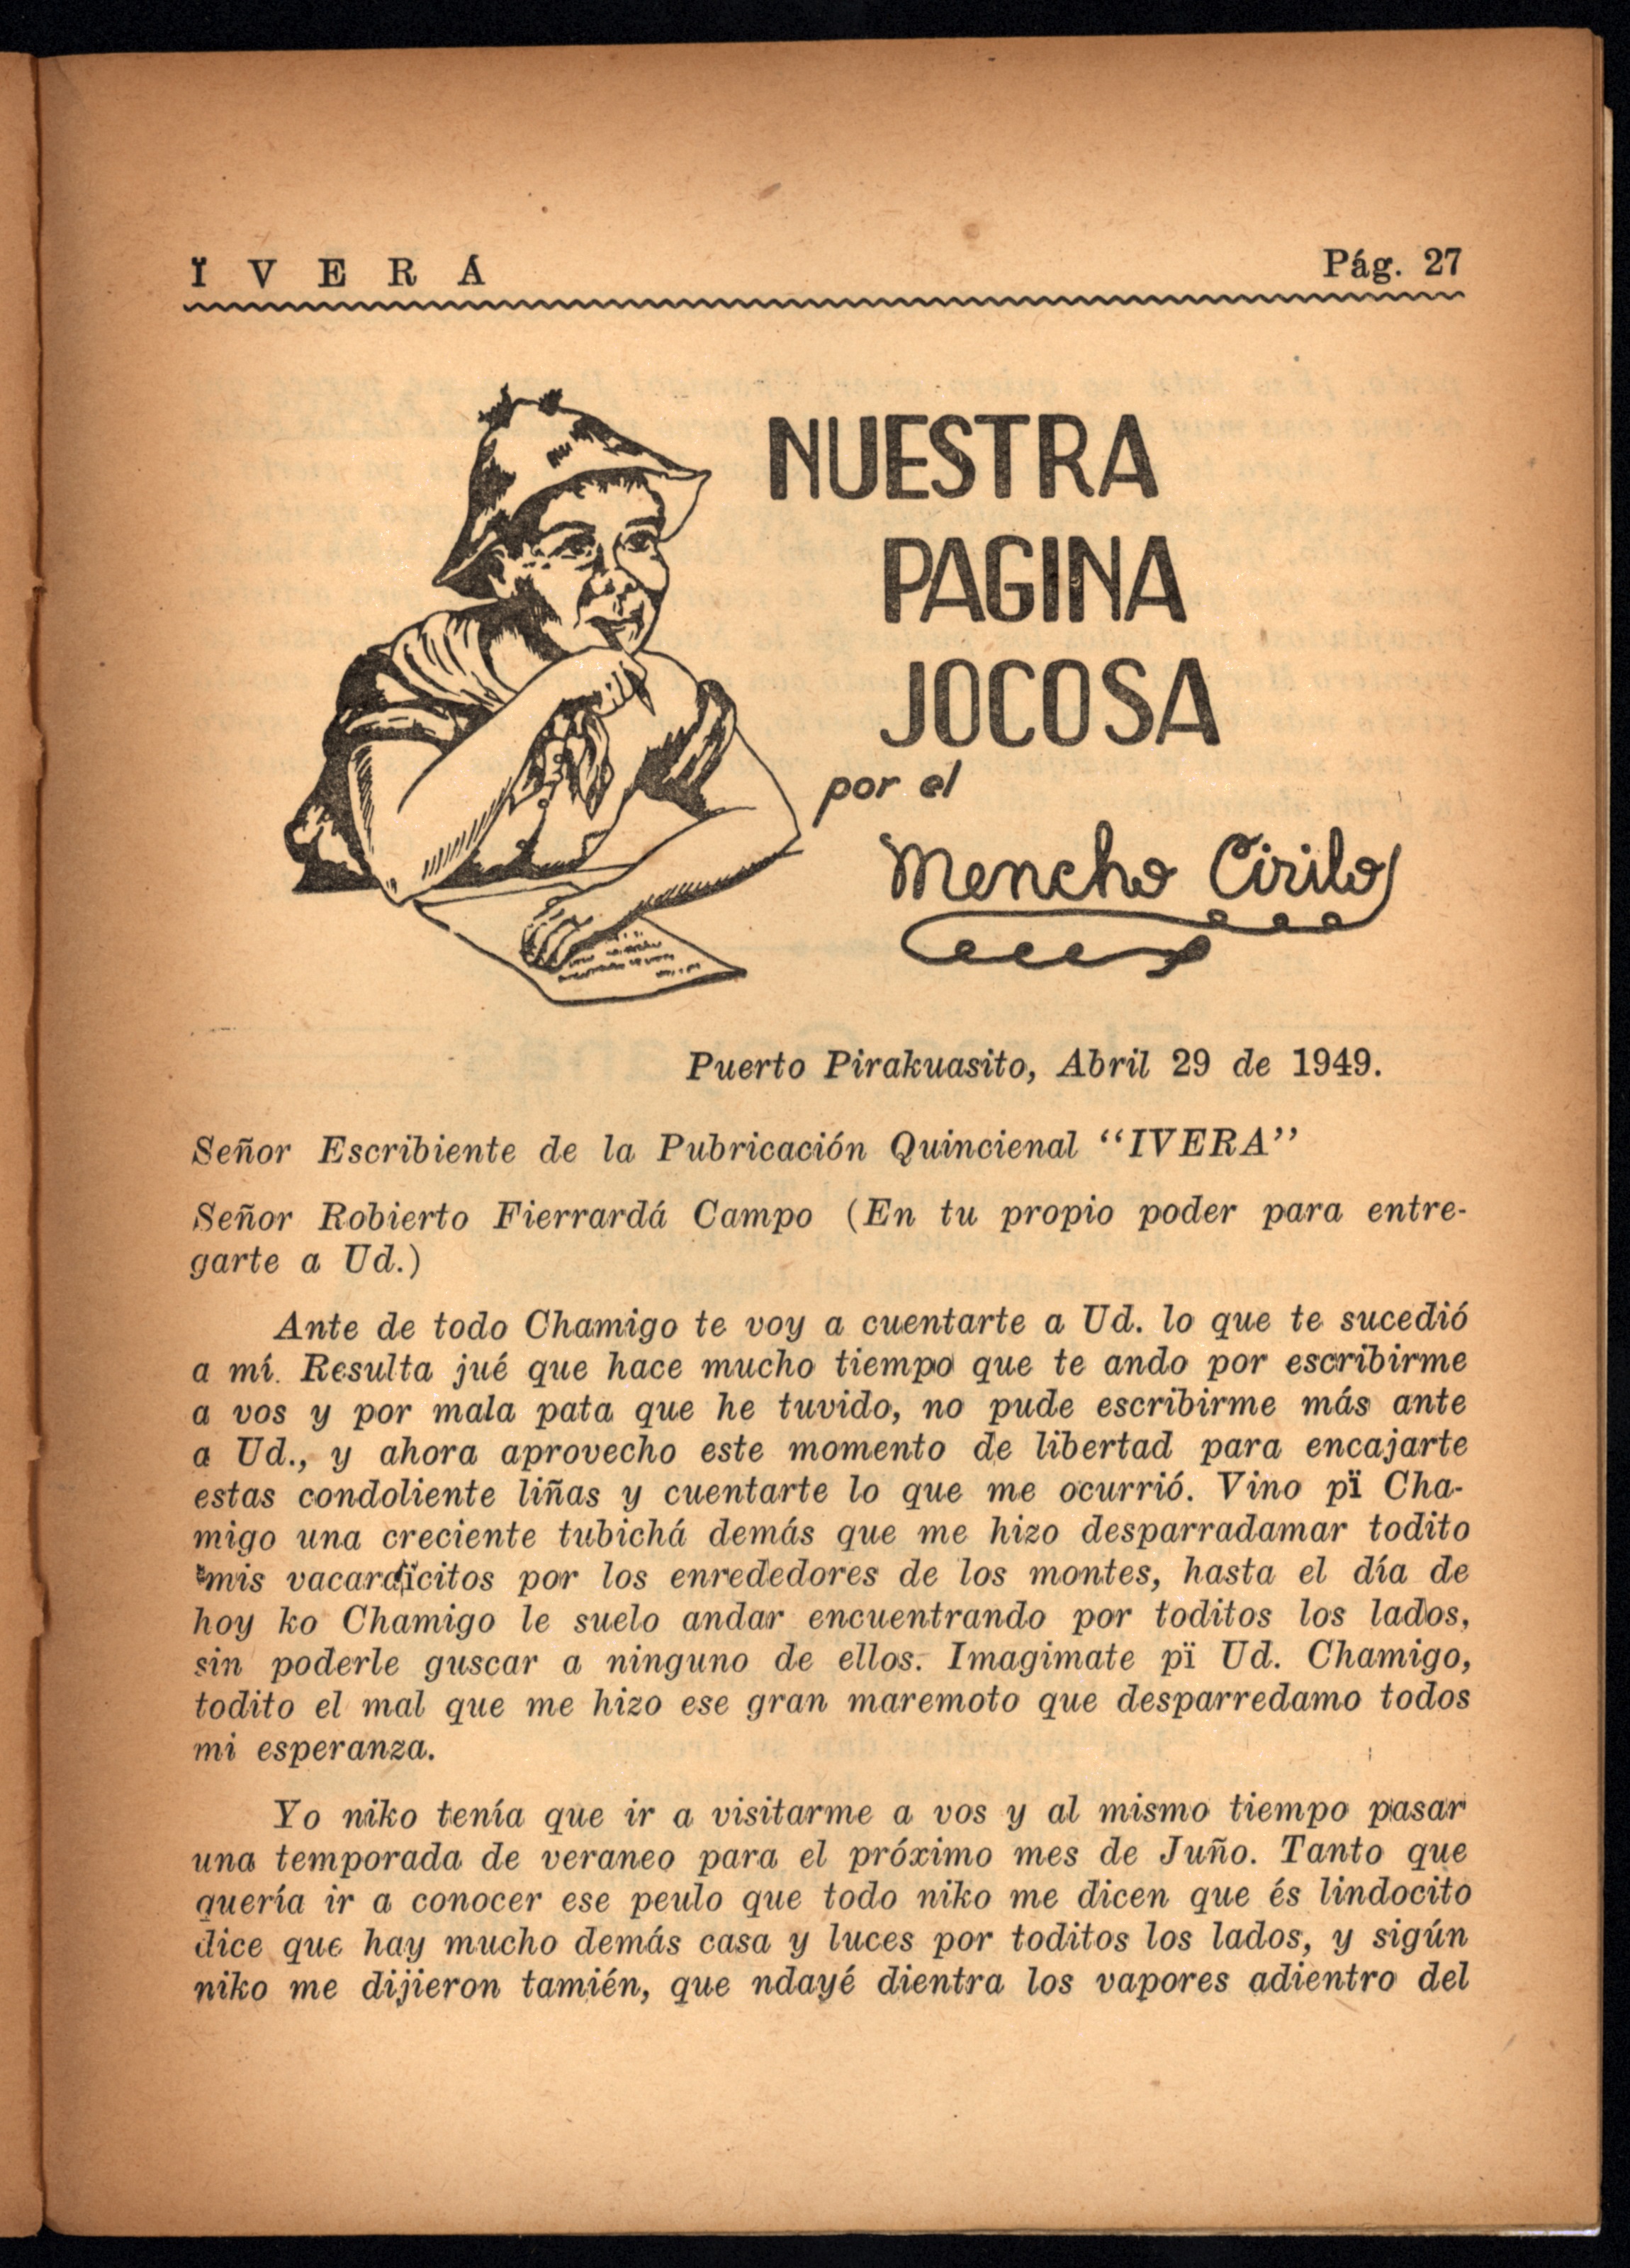 Ï V E R Á
Pág. 27
NUESTRA
PAGINA
JOCOSA
por el
Mencho Cirilo
Puerto Pirakuasito, Abril 29 de 1949.
Señor Escribiente de la Pubricación Quincienal “IVERA”
Señor Robierto Fierrardá Campo (En tu propio poder para entre-
garte a Ud.)
Ante de todo Chamigo te voy a cuentarte a Ud. lo que te sucedió
a mí. Resulta jué que hace mucho tiempo que te ando por escribirme
a vos y por mala pata que he tuvido, no pude escribirme más ante
a Ud., y ahora aprovecho este momento de libertad para encajarte
estas condoliente liñas y cuentarte lo que me ocurrió. Vino pï Cha-
migo una creciente tubichá demás que me hizo desparradamar todito
mis por los enrededores de los montes, hasta el día de
hoy ko Chamigo le suelo andar encuentrando por toditos los lados,
sin poderle guscar a ninguno de ellos. Imagimate pï Ud. Chamigo,
todito el mal que me hizo ese gran maremoto que desparredamo todos
mi esperanza.
Yo niko tenía que ir a visitarme a vos y al mismo tiempo pasar
una temporada de veraneo para el próximo mes de Juño. Tanto que
quería ir a conocer ese peulo que todo niko me dicen que és lindocito
dice que hay mucho demás casa y luces por toditos los lados, y sigún
niko me dijieron tamién, que ndayé dientra los vapores adientro del